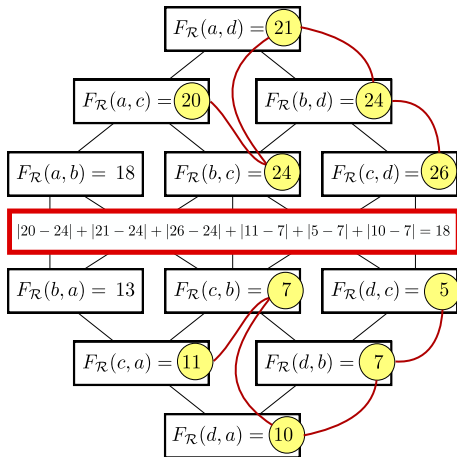 F_R(a,d) = 21
F_R(a,c) = 20 F_R(b,d) = 24
F_R(a,b) = 18 F_R(b,c) = 24 F_R(c,d) = 26
|20 − 24| + |21 − 24| + |26 − 24| + |11 − 7| + |5 − 7| + |10 − 7| = 18
F_R(b,a) = 13 F_R(c,b) = 7 F_R(d,c) = 5
F_R(c,a) = 11 F_R(d,b) = 7
F_R(d,a) = 10